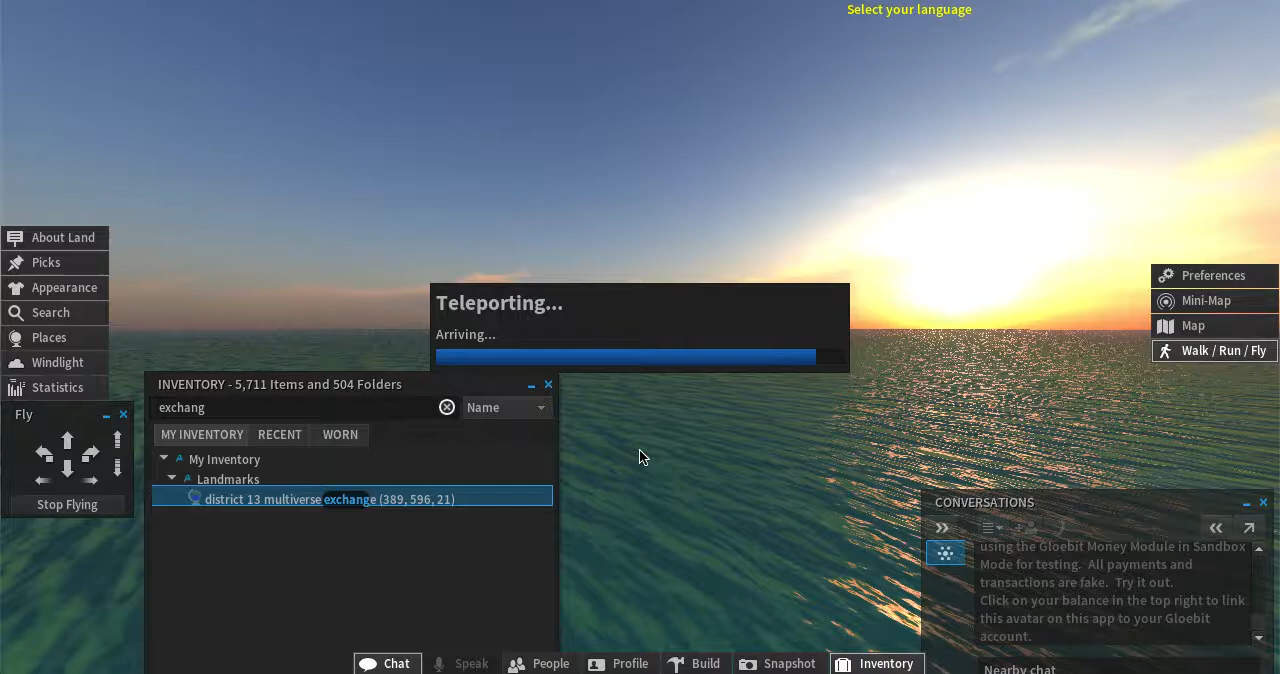 Select your language
About Land
Picks
Appearance
Search
Places
Windlight
Statistics
Fly
Stop Flying
Teleporting...
Arriving...
INVENTORY - 5,711 Items and 504 Folders
exchang
Name
MY INVENTORY RECENT WORN
My Inventory
Landmarks
district 13 multiverse exchange (389, 596, 21)
Preferences
Mini-Map
Map
Walk / Run / Fly
CONVERSATIONS
using the Gloebit Money Module in Sandbox
Mode for testing. All payments and
transactions are fake. Try it out.
Click on your balance in the top right to link
this avatar on this app to your Gloebit
account.
Nearby chat
Chat Speak People Profile Build Snapshot Inventory